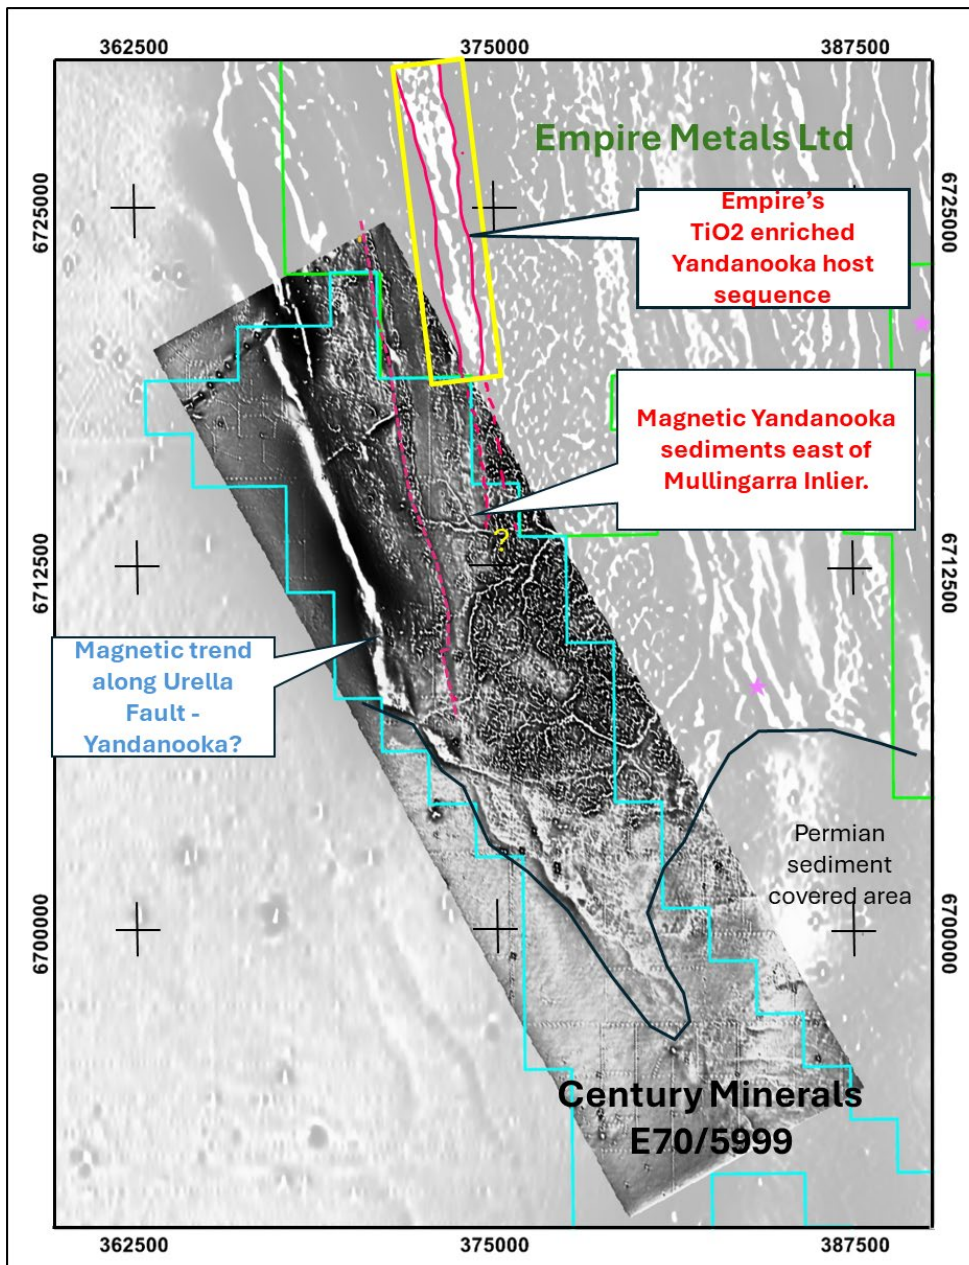 362500 375000 387500
Empire Metals Ltd
6725000
6725000
Empire's
TiO2 enriched
Yandanooka host
sequence
Magnetic Yandanooka
sediments east of
Mullingarra Inlier.
?
6712500
6712500
Magnetic trend
along Urella
Fault -
Yandanooka?
Permian
sediment
covered area
6700000
6700000
Century Minerals
E70/5999
362500 375000 387500